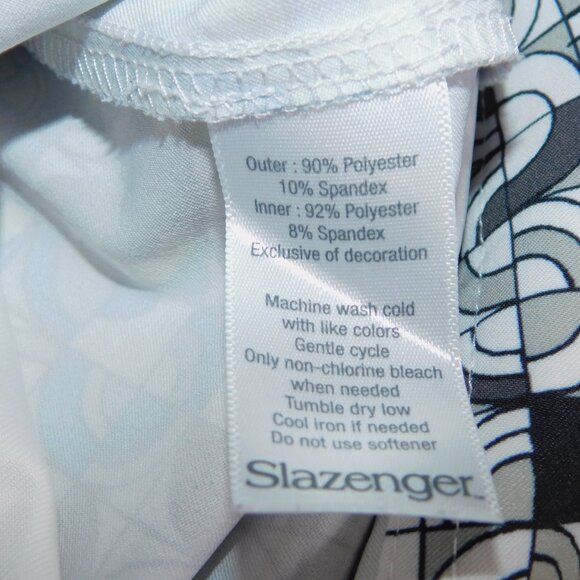 Outer : 90% Polyester
10% Spandex
Inner : 92% Polyester
8% Spandex
Exclusive of decoration
Machine wash cold
with like colors
Gentle cycle
Only non-chlorine bleach
when needed
Tumble dry low
Cool iron if needed
Do not use softener
Slazenger